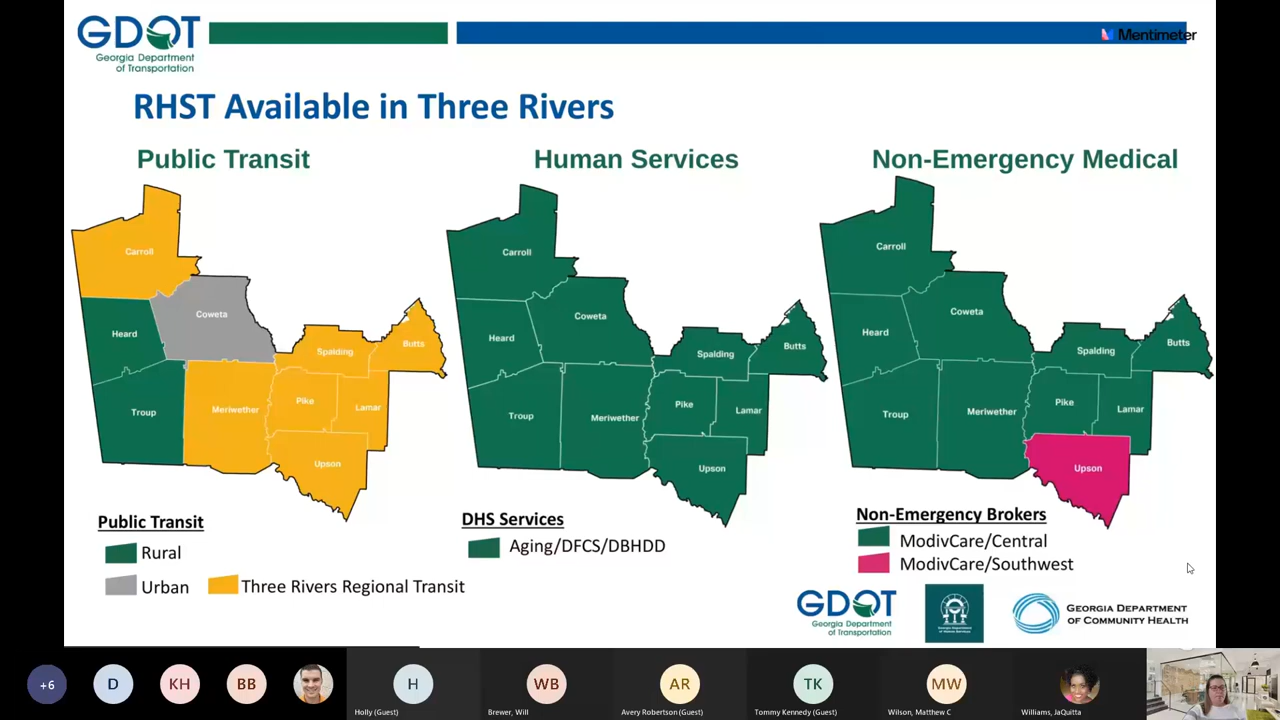 GDOT
Georgia Department
of Transportation
Mentimeter
RHST Available in Three Rivers
Public Transit
Human Services
Non-Emergency Medical
Carroll
Coweta
Heard
Spalding
Butts
Troup
Meriwether
Pike
Lamar
Upson
Carroll
Coweta
Heard
Spalding
Butts
Troup
Meriwether
Pike
Lamar
Upson
Carroll
Coweta
Heard
Spalding
Butts
Troup
Meriwether
Pike
Lamar
Upson
Public Transit
Rural
Urban
Three Rivers Regional Transit
DHS Services
Aging/DFCS/DBHDD
Non-Emergency Brokers
ModivCare/Central
ModivCare/Southwest
GDOT
Georgia Department
of Transportation
GEORGIA DEPARTMENT
OF COMMUNITY HEALTH
+6
D
KH
BB
H
Holly (Guest)
WB
Brewer, Will
AR
Avery Robertson (Guest)
TK
Tommy Kennedy (Guest)
MW
Wilson, Matthew C
Williams, JaQuitta